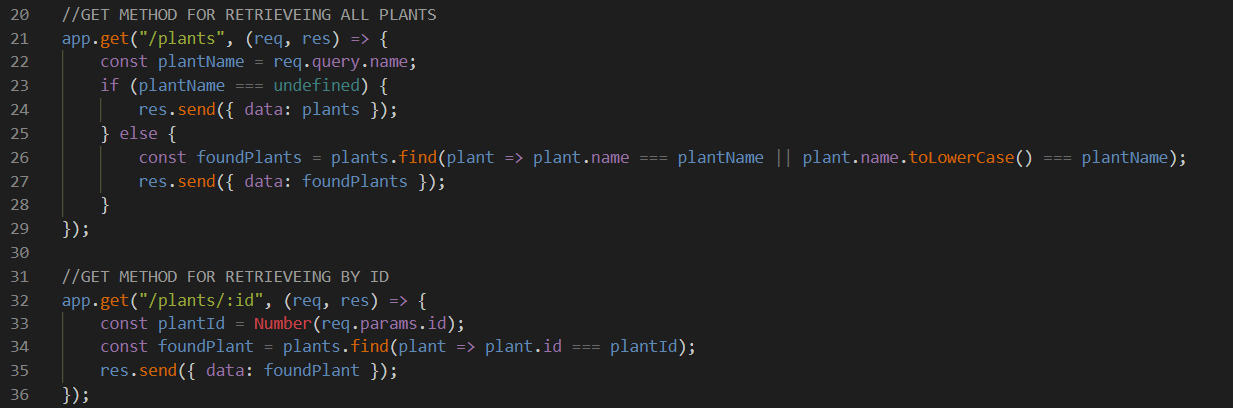 20 //GET METHOD FOR RETRIEVEING ALL PLANTS
21 app.get("/plants", (req, res) => {
22     const plantName = req.query.name;
23     if (plantName === undefined) {
24         res.send({ data: plants });
25     } else {
26         const foundPlants = plants.find(plant => plant.name === plantName || plant.name.toLowerCase() === plantName);
27         res.send({ data: foundPlants });
28     }
29 });
30
31 //GET METHOD FOR RETRIEVEING BY ID
32 app.get("/plants/:id", (req, res) => {
33     const plantId = Number(req.params.id);
34     const foundPlant = plants.find(plant => plant.id === plantId);
35     res.send({ data: foundPlant });
36 });